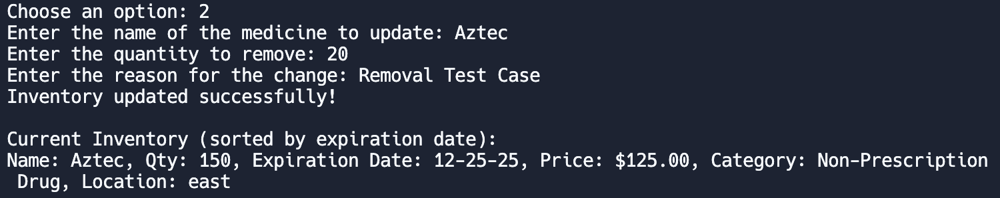 Choose an option: 2
Enter the name of the medicine to update: Aztec
Enter the quantity to remove: 20
Enter the reason for the change: Removal Test Case
Inventory updated successfully!
Current Inventory (sorted by expiration date):
Name: Aztec, Qty: 150, Expiration Date: 12-25-25, Price: $125.00, Category: Non-Prescription
Drug, Location: east